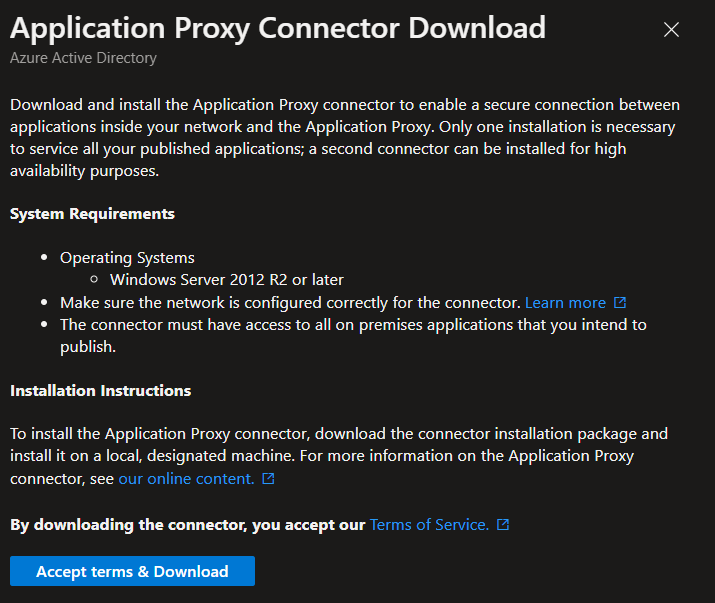 Application Proxy Connector Download
Azure Active Directory
Download and install the Application Proxy connector to enable a secure connection between
applications inside your network and the Application Proxy. Only one installation is necessary
to service all your published applications; a second connector can be installed for high
availability purposes.
System Requirements
Operating Systems
Windows Server 2012 R2 or later
Make sure the network is configured correctly for the connector. Learn more
The connector must have access to all on premises applications that you intend to
publish.
Installation Instructions
To install the Application Proxy connector, download the connector installation package and
install it on a local, designated machine. For more information on the Application Proxy
connector, see our online content.
By downloading the connector, you accept our Terms of Service.
Accept terms & Download